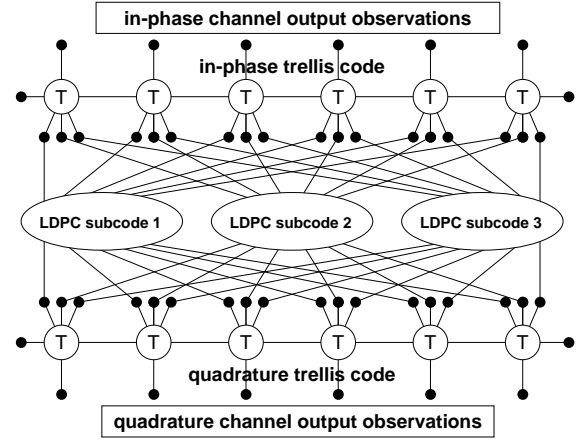 in-phase channel output observations
in-phase trellis code
T T T T T T
LDPC subcode 1 LDPC subcode 2 LDPC subcode 3
T T T T T T
quadrature trellis code
quadrature channel output observations